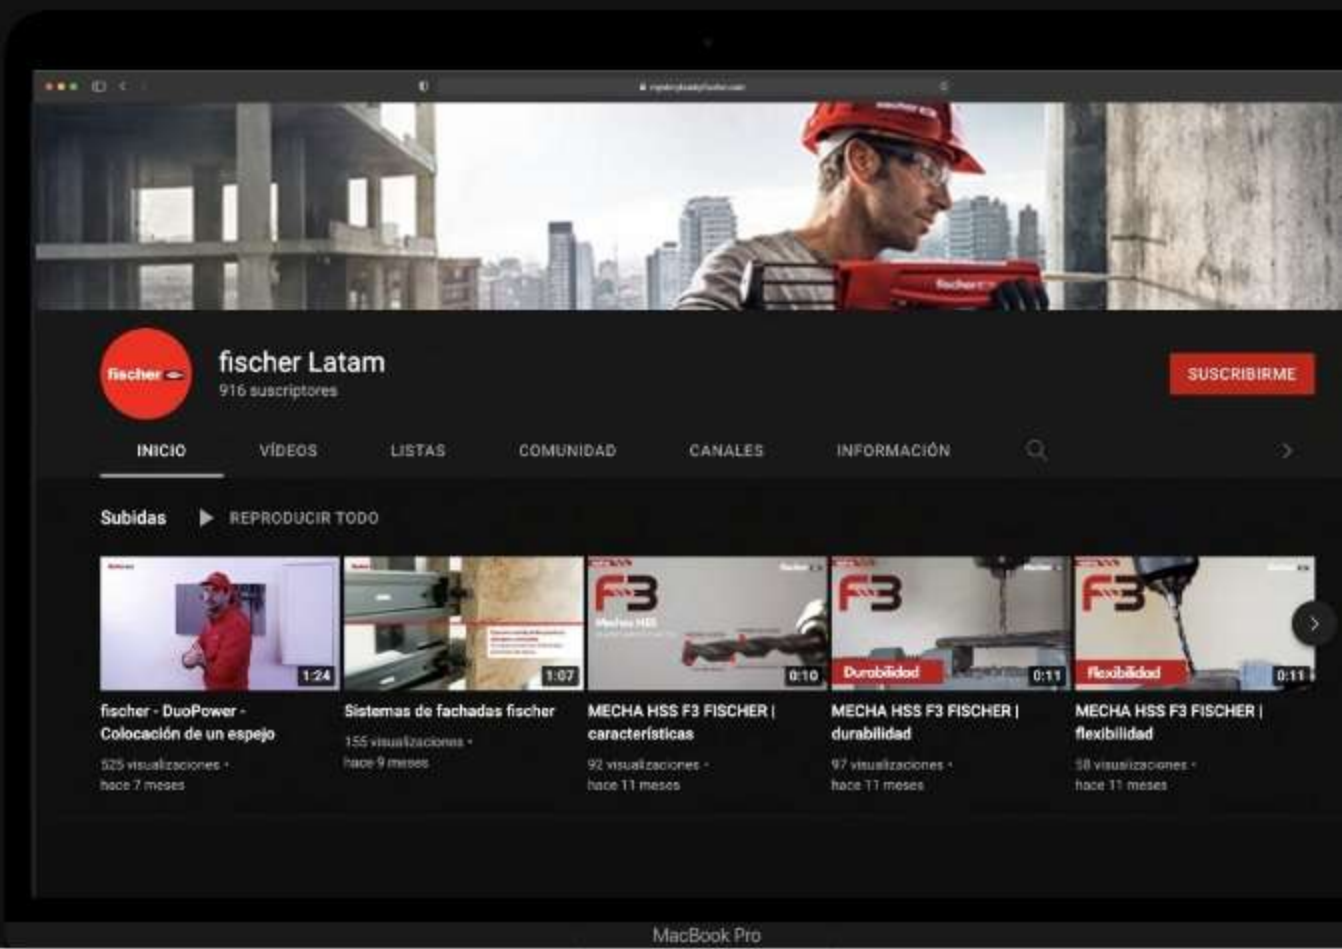 fischer
fischer
fischer Latam
916 suscriptores
SUSCRIBIRME
INICIO
VÍDEOS
LISTAS
COMUNIDAD
CANALES
INFORMACIÓN
Subidas
REPRODUCIR TODO
1:24
1:07
F3
Mechas HSS
0:10
F3
Durabilidad
0:11
F3
Flexibilidad
0:11
fischer - DuoPower -
Colocación de un espejo
525 visualizaciones •
hace 7 meses
Sistemas de fachadas fischer
155 visualizaciones •
hace 9 meses
MECHA HSS F3 FISCHER |
características
92 visualizaciones •
hace 11 meses
MECHA HSS F3 FISCHER |
durabilidad
97 visualizaciones •
hace 11 meses
MECHA HSS F3 FISCHER |
flexibilidad
58 visualizaciones •
hace 11 meses
MacBook Pro